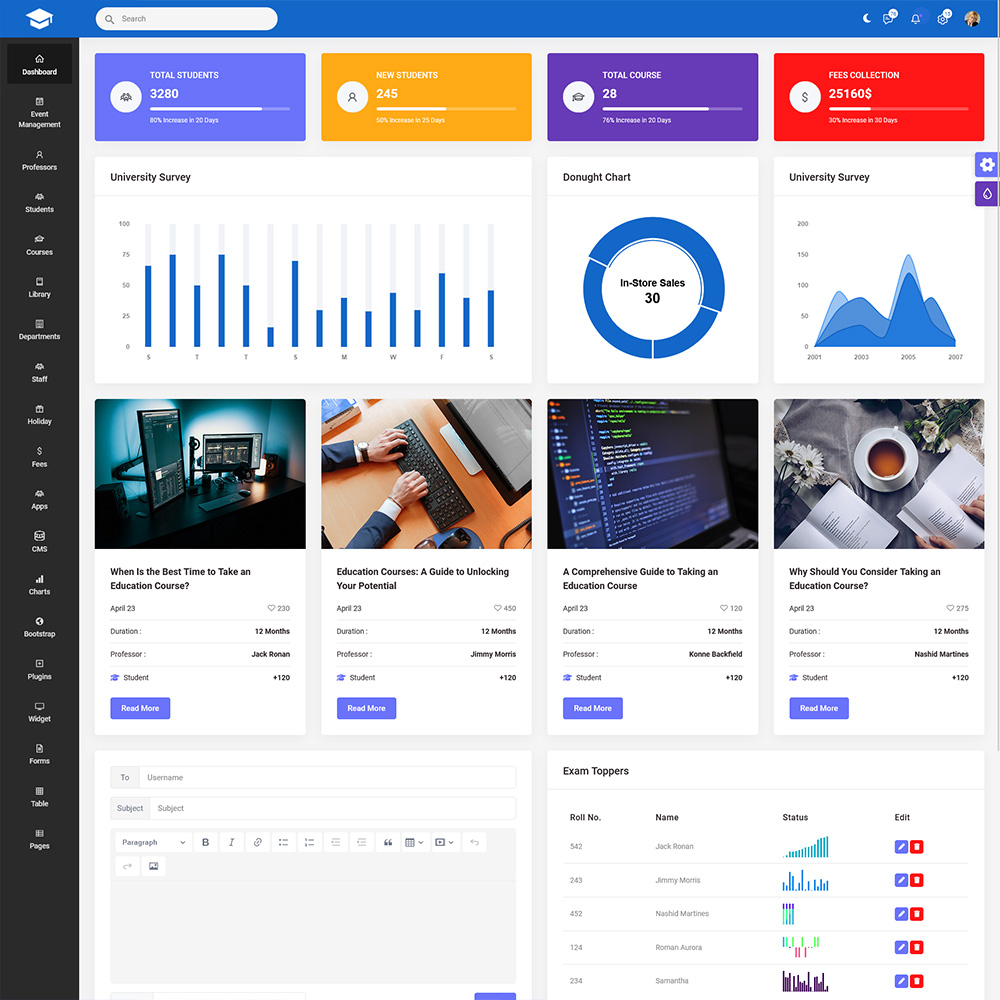 Search
76
15
Dashboard
Event
Management
Professors
Students
Courses
Library
Departments
Staff
Holiday
Fees
Apps
CMS
Charts
Bootstrap
Plugins
Widget
Forms
Table
Pages
TOTAL STUDENTS
3280
80% Increase in 20 Days
NEW STUDENTS
245
50% Increase in 25 Days
TOTAL COURSE
28
76% Increase in 20 Days
FEES COLLECTION
25160$
30% Increase in 30 Days
University Survey
100
75
50
25
0
S T T S M W F S
Donught Chart
In-Store Sales
30
University Survey
200
150
100
50
0
2001 2003 2005 2007
When Is the Best Time to Take an
Education Course?
April 23 230
Duration : 12 Months
Professor : Jack Ronan
Student +120
Read More
Education Courses: A Guide to Unlocking
Your Potential
April 23 450
Duration : 12 Months
Professor : Jimmy Morris
Student +120
Read More
A Comprehensive Guide to Taking an
Education Course
April 23 120
Duration : 12 Months
Professor : Konne Backfield
Student +120
Read More
Why Should You Consider Taking an
Education Course?
April 23 275
Duration : 12 Months
Professor : Nashid Martines
Student +120
Read More
To Username
Subject Subject
Paragraph B I
Exam Toppers
Roll No. Name Status Edit
542 Jack Ronan
243 Jimmy Morris
452 Nashid Martines
124 Roman Aurora
234 Samantha